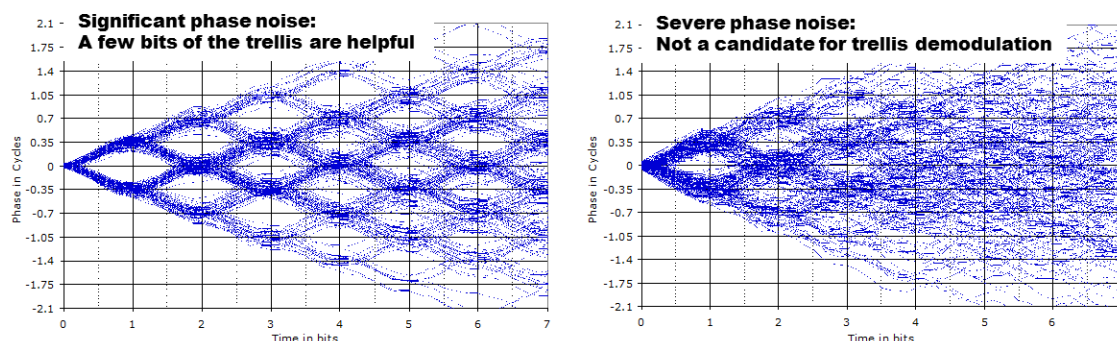 Significant phase noise:
A few bits of the trellis are helpful
2.1
1.75
1.4
1.05
0.7
0.35
0
-0.35
-0.7
-1.05
-1.4
-1.75
-2.1
Phase in Cycles
0 1 2 3 4 5 6 7
Time in bits
Severe phase noise:
Not a candidate for trellis demodulation
2.1
1.75
1.4
1.05
0.7
0.35
0
-0.35
-0.7
-1.05
-1.4
-1.75
-2.1
Phase in Cycles
0 1 2 3 4 5 6
Time in bits